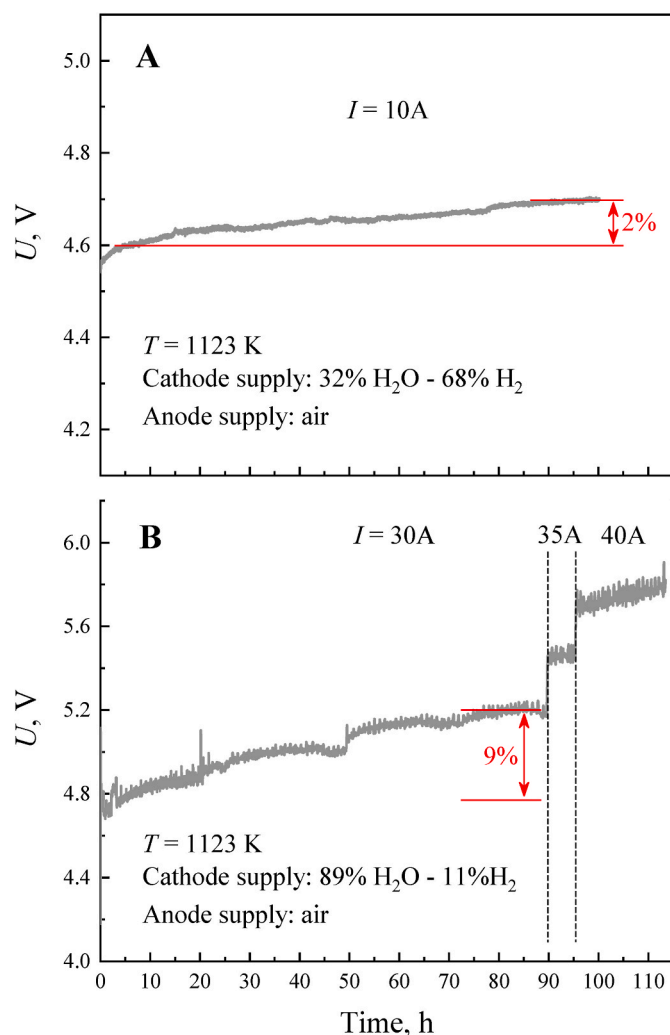 A
I = 10A
5.0
4.8
4.6
4.4
4.2
U, V
2%
T = 1123 K
Cathode supply: 32% H₂O - 68% H₂
Anode supply: air
B
I = 30A
35A
40A
6.0
5.6
5.2
4.8
4.4
4.0
U, V
9%
T = 1123 K
Cathode supply: 89% H₂O - 11%H₂
Anode supply: air
0 10 20 30 40 50 60 70 80 90 100 110
Time, h